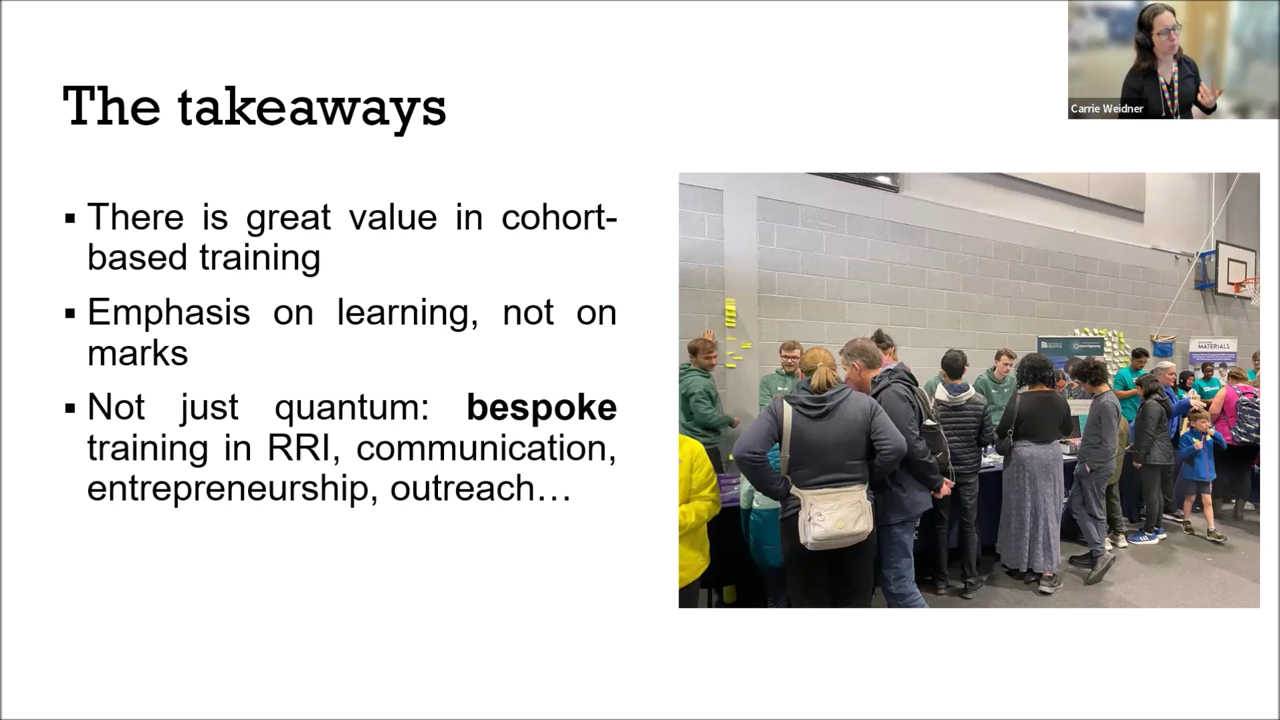 The takeaways
Carrie Weidner
▪ There is great value in cohort-
based training
▪ Emphasis on learning, not on
marks
▪ Not just quantum: bespoke
training in RRI, communication,
entrepreneurship, outreach…
MATERIALS